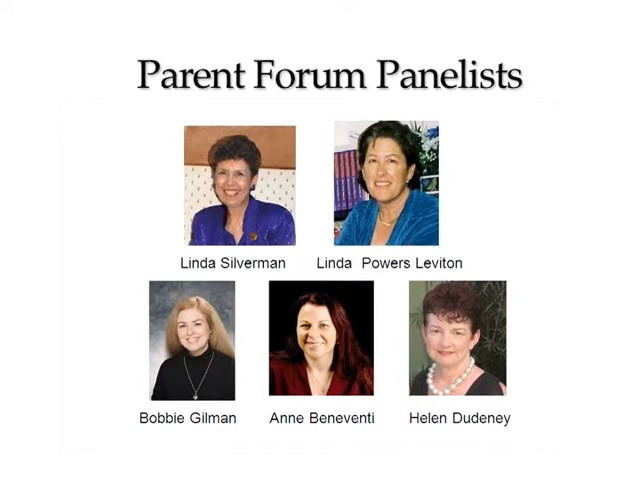 Parent Forum Panelists
Linda Silverman
Linda Powers Leviton
Bobbie Gilman
Anne Beneventi
Helen Dudeney